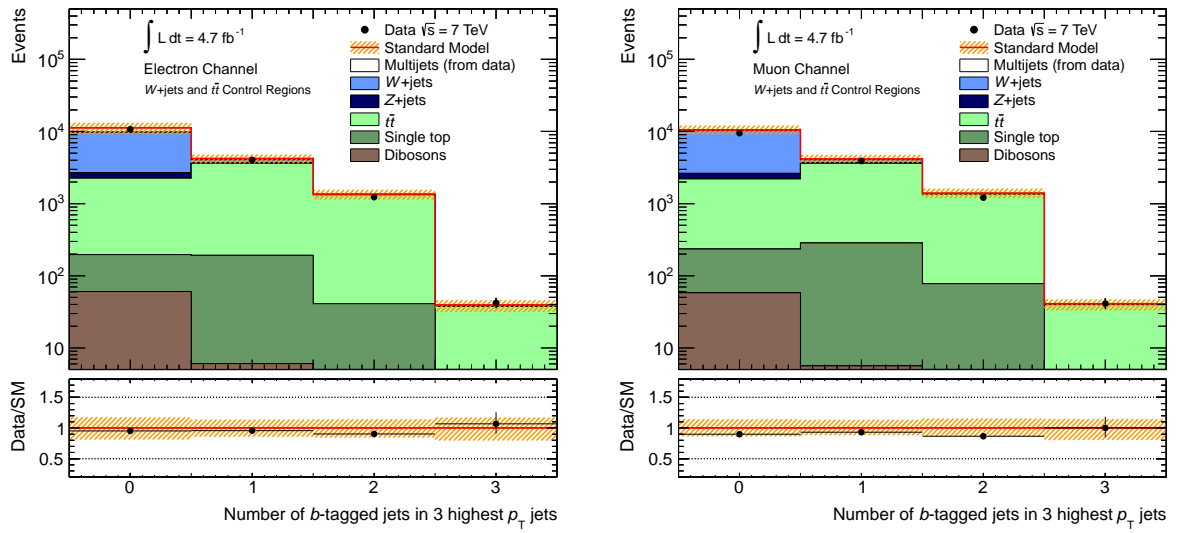 Events
∫ L dt = 4.7 fb⁻¹
Electron Channel
W+jets and tt̄ Control Regions
Data √s = 7 TeV
Standard Model
Multijets (from data)
W+jets
Z+jets
tt̄
Single top
Dibosons
10⁵
10⁴
10³
10²
10
Data/SM
1.5
1
0.5
0 1 2 3
Number of b-tagged jets in 3 highest p_T jets
Events
∫ L dt = 4.7 fb⁻¹
Muon Channel
W+jets and tt̄ Control Regions
Data √s = 7 TeV
Standard Model
Multijets (from data)
W+jets
Z+jets
tt̄
Single top
Dibosons
10⁵
10⁴
10³
10²
10
Data/SM
1.5
1
0.5
0 1 2 3
Number of b-tagged jets in 3 highest p_T jets